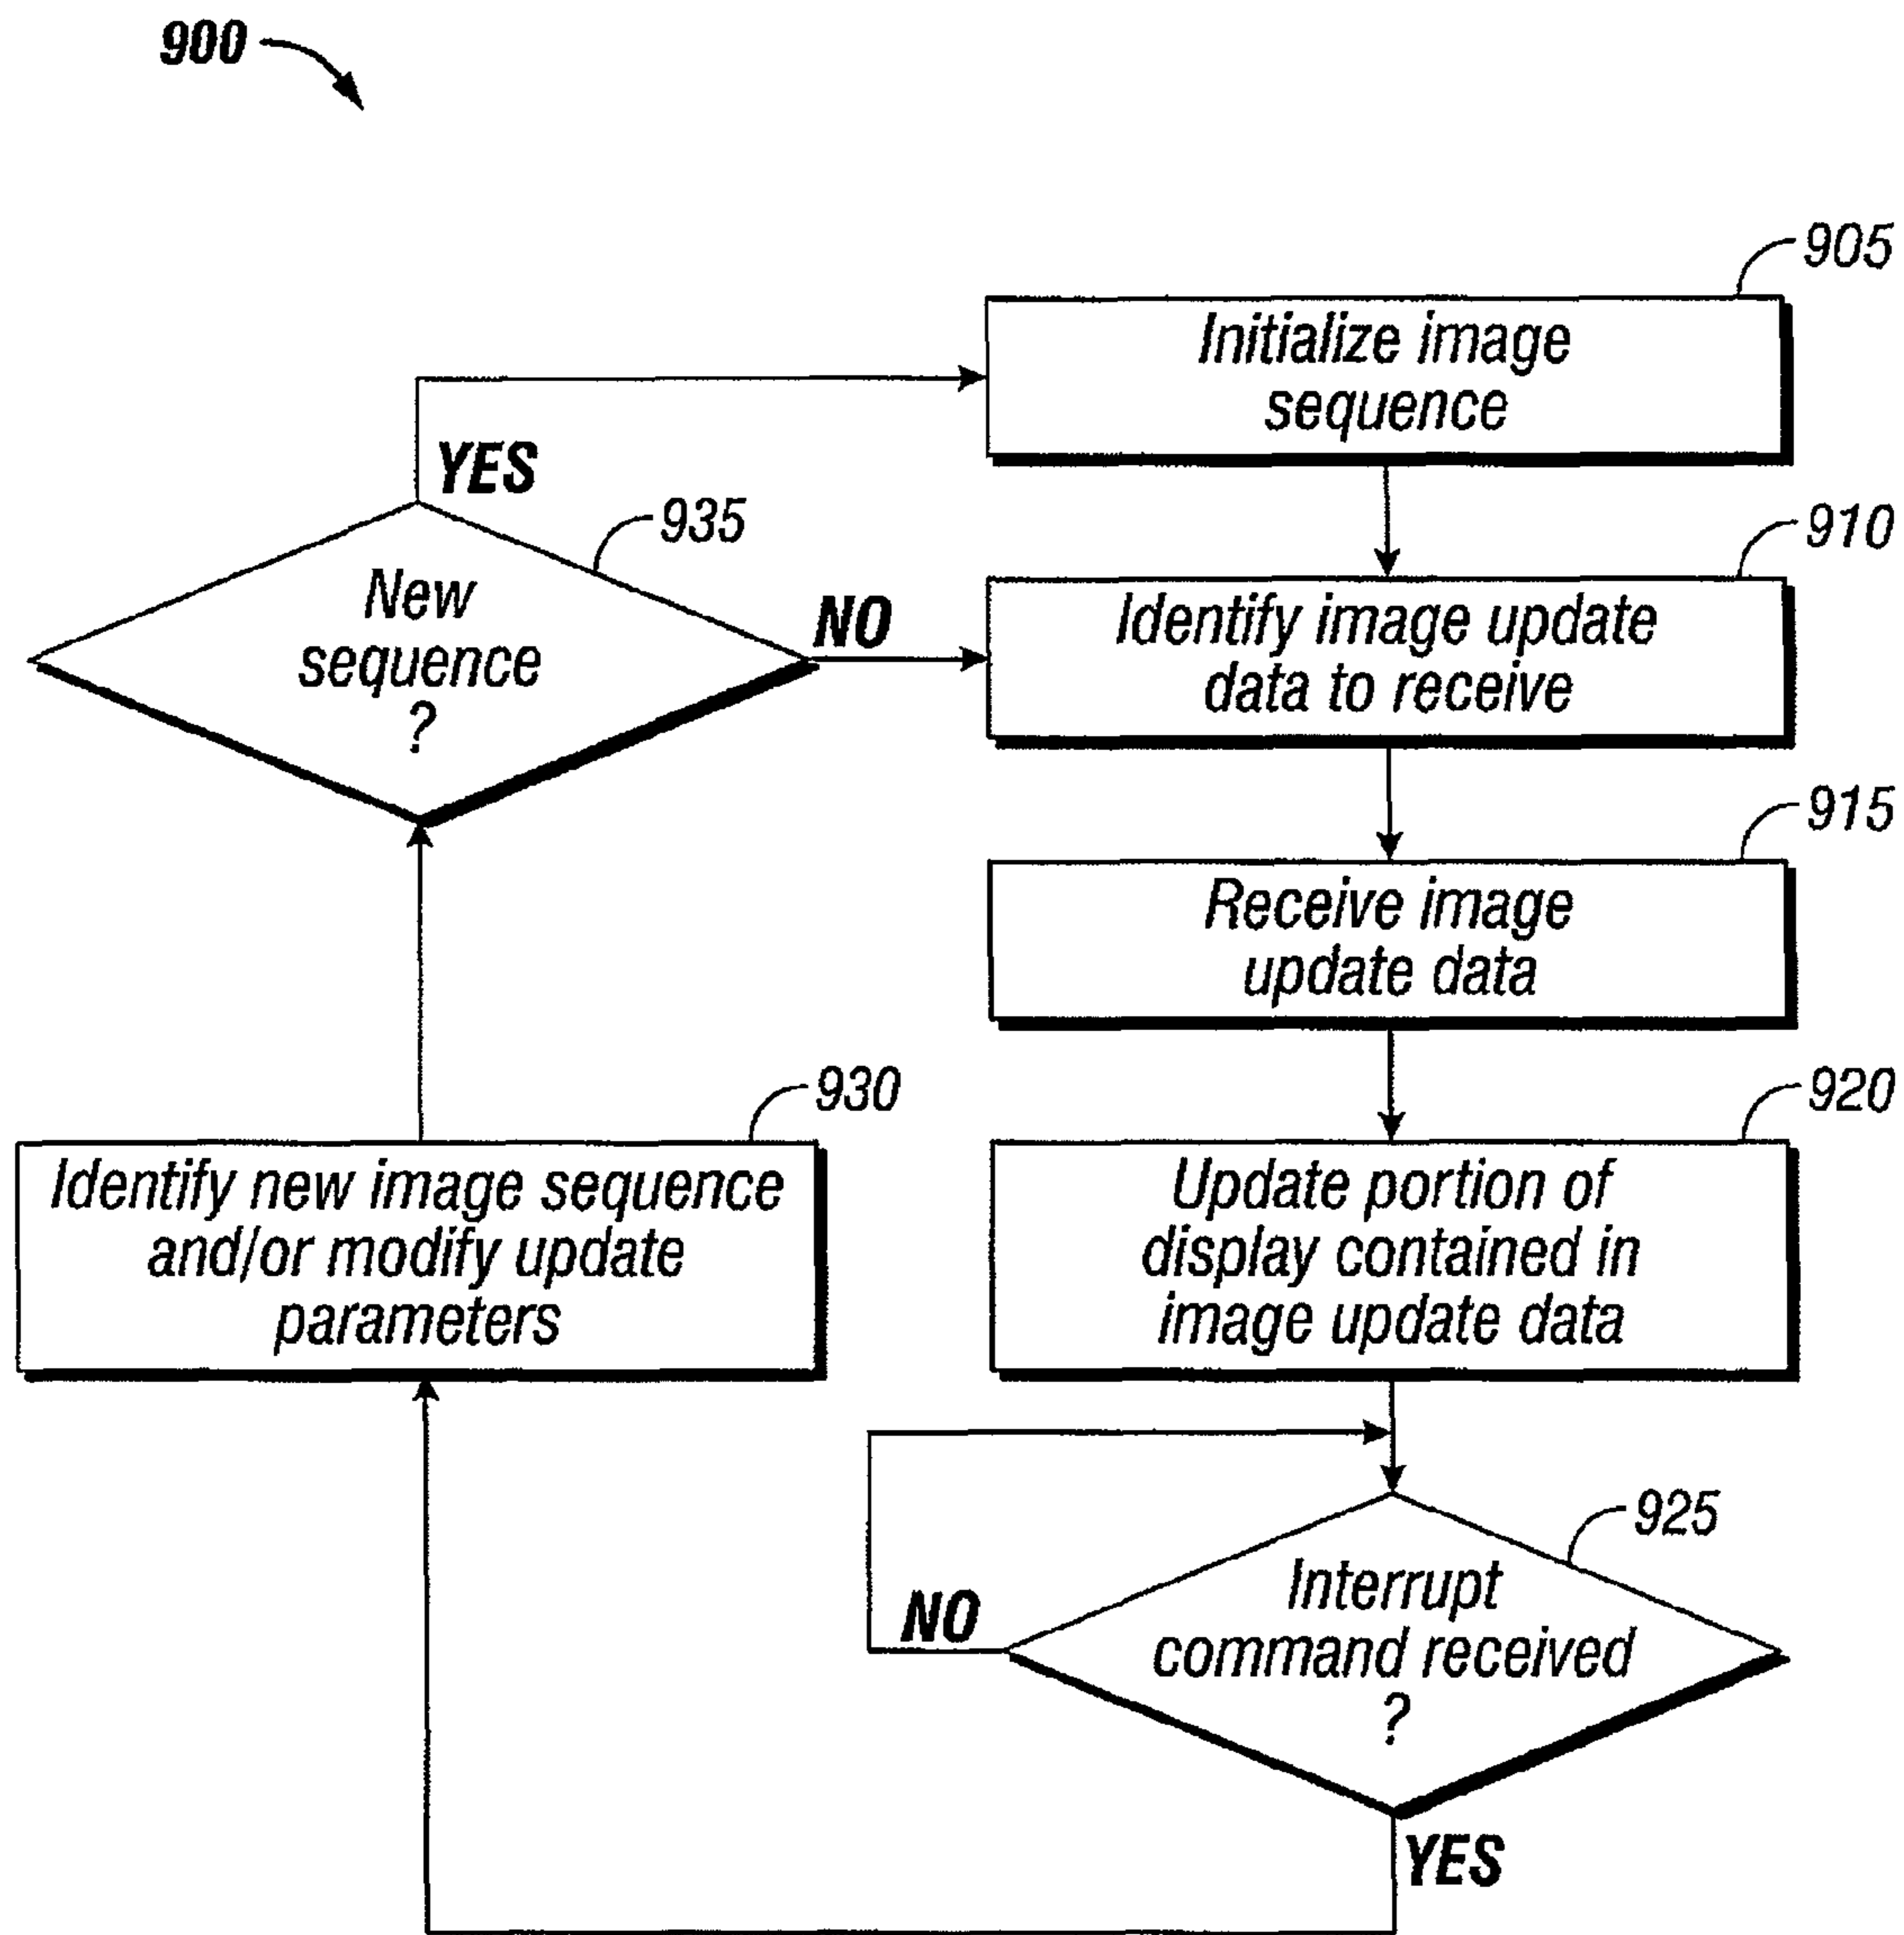 900
905
Initialize image
sequence
YES
935
910
New
sequence
?
NO
Identify image update
data to receive
915
Receive image
update data
930
920
Identify new image sequence
and/or modify update
parameters
Update portion of
display contained in
image update data
925
Interrupt
command received
?
NO
YES